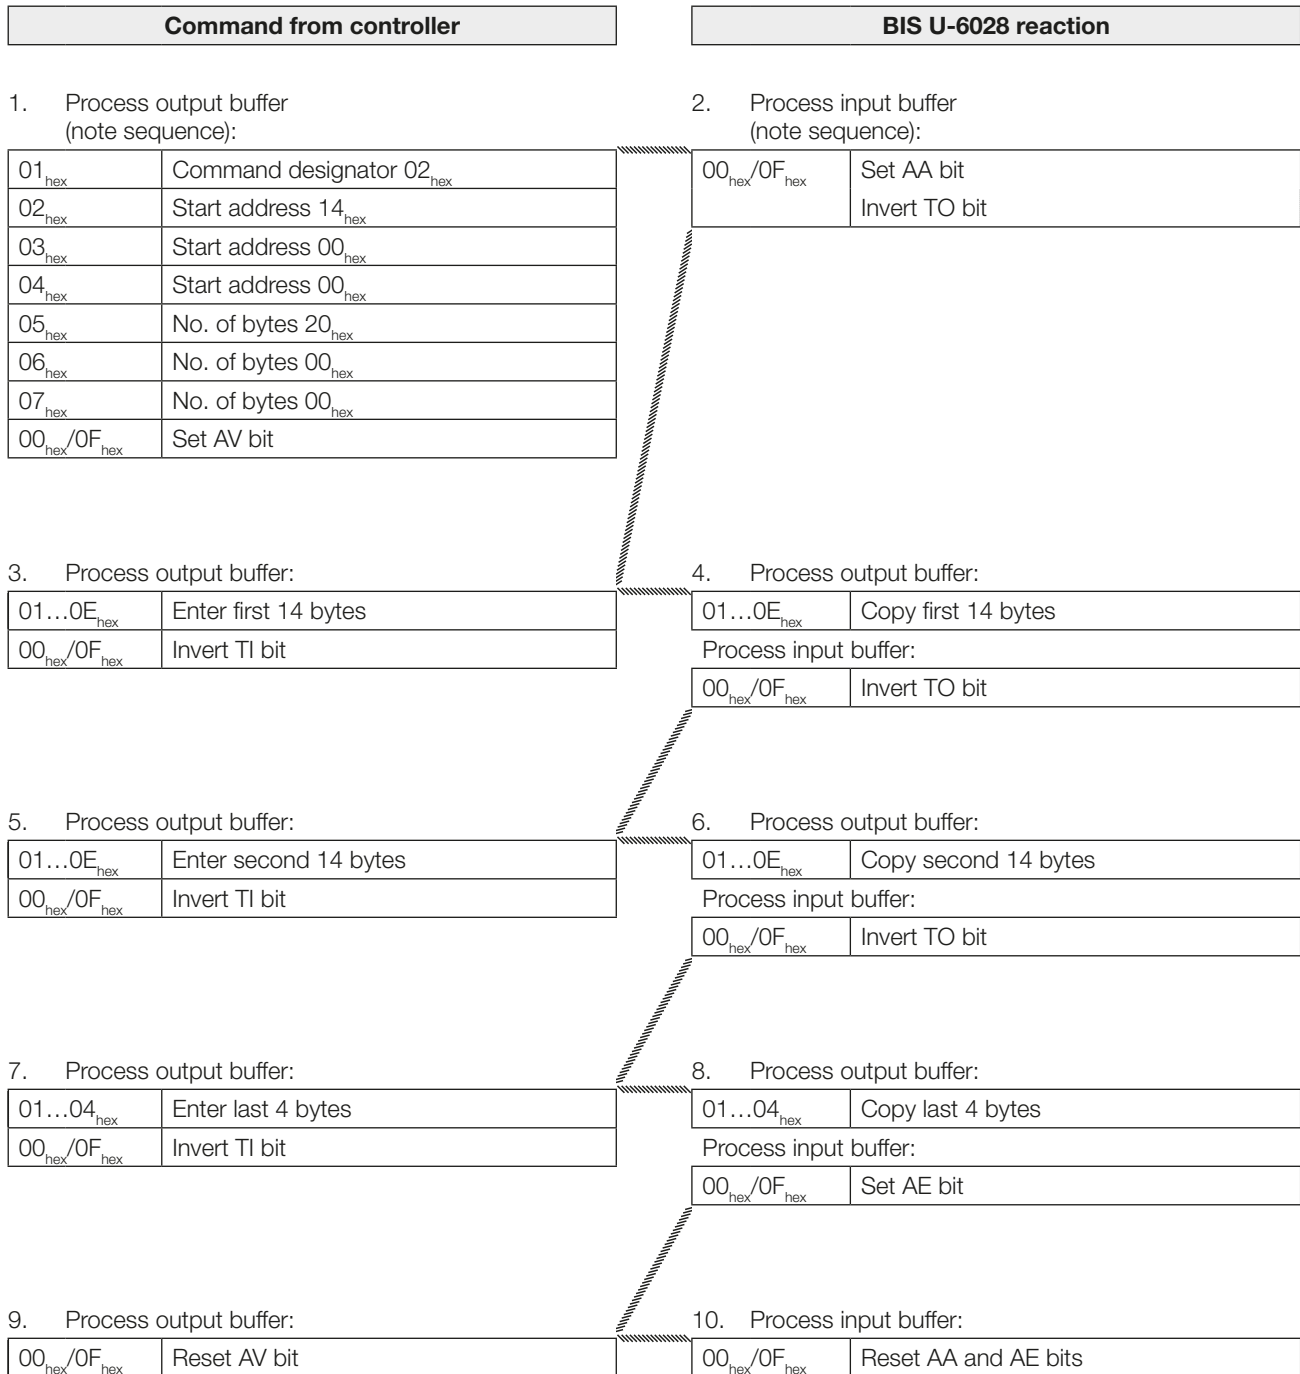 Command from controller
BIS U-6028 reaction
1. Process output buffer
(note sequence):
01hex Command designator 02hex
02hex Start address 14hex
03hex Start address 00hex
04hex Start address 00hex
05hex No. of bytes 20hex
06hex No. of bytes 00hex
07hex No. of bytes 00hex
00hex/0Fhex Set AV bit
2. Process input buffer
(note sequence):
00hex/0Fhex Set AA bit
Invert TO bit
3. Process output buffer:
01…0Ehex Enter first 14 bytes
00hex/0Fhex Invert TI bit
4. Process output buffer:
01…0Ehex Copy first 14 bytes
Process input buffer:
00hex/0Fhex Invert TO bit
5. Process output buffer:
01…0Ehex Enter second 14 bytes
00hex/0Fhex Invert TI bit
6. Process output buffer:
01…0Ehex Copy second 14 bytes
Process input buffer:
00hex/0Fhex Invert TO bit
7. Process output buffer:
01…04hex Enter last 4 bytes
00hex/0Fhex Invert TI bit
8. Process output buffer:
01…04hex Copy last 4 bytes
Process input buffer:
00hex/0Fhex Set AE bit
9. Process output buffer:
00hex/0Fhex Reset AV bit
10. Process input buffer:
00hex/0Fhex Reset AA and AE bits